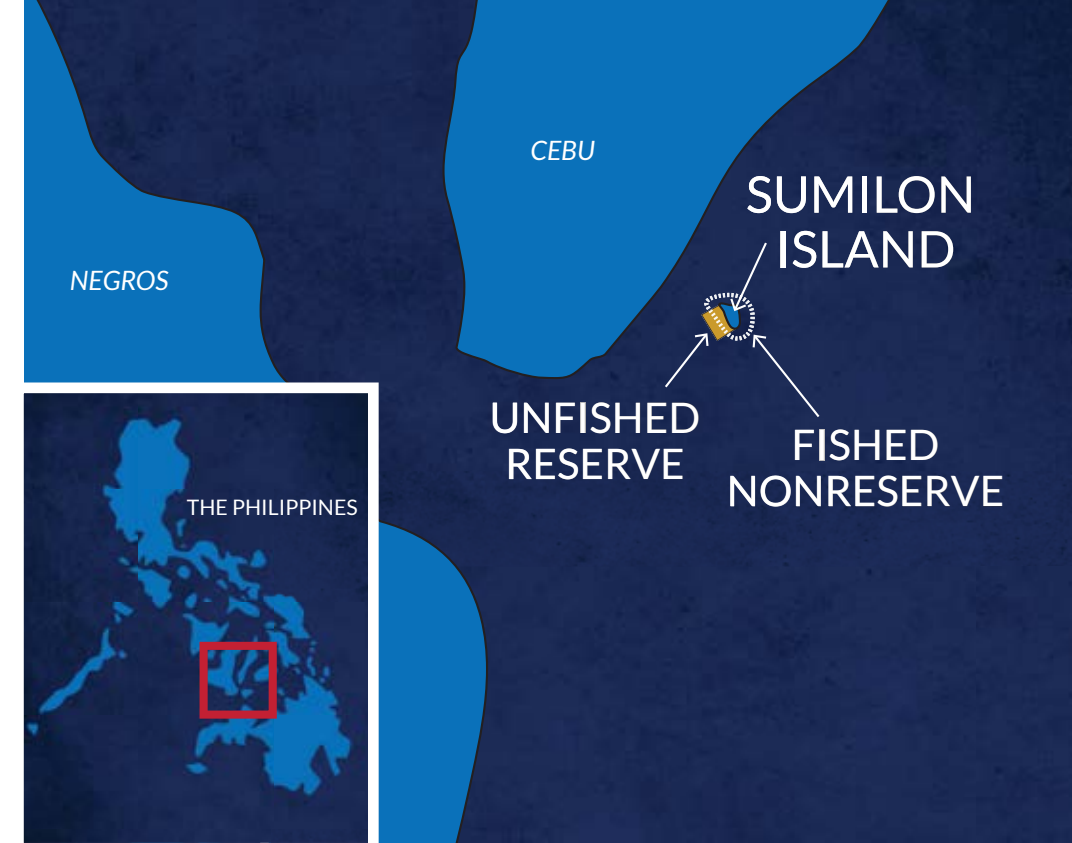 CEBU
SUMILON
ISLAND
NEGROS
UNFISHED
RESERVE
FISHED
NONRESERVE
THE PHILIPPINES